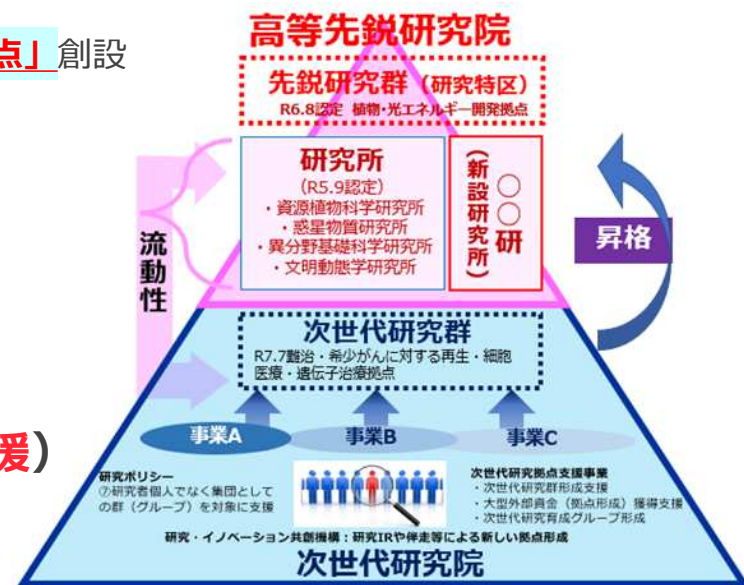 高等先鋭研究院
点」創設
先鋭研究群（研究特区）
R6.8認定 植物・光エネルギー開発拠点
研究所
（R5.9認定）
・資源植物科学研究所
・惑星物質研究所
・異分野基礎科学研究所
・文明動態学研究所
〇〇研
（新設研究所）
流動性
昇格
次世代研究群
R7.7難治・希少がんに対する再生・細胞
医療・遺伝子治療拠点
援）
事業A
事業B
事業C
研究ポリシー
⑦研究者個人でなく集団として
の群（グループ）を対象に支援
次世代研究拠点支援事業
・次世代研究群形成支援
・大型外部資金（拠点形成）獲得支援
・次世代研究育成グループ形成
研究・イノベーション共創機構：研究IRや伴走等による新しい拠点形成
次世代研究院